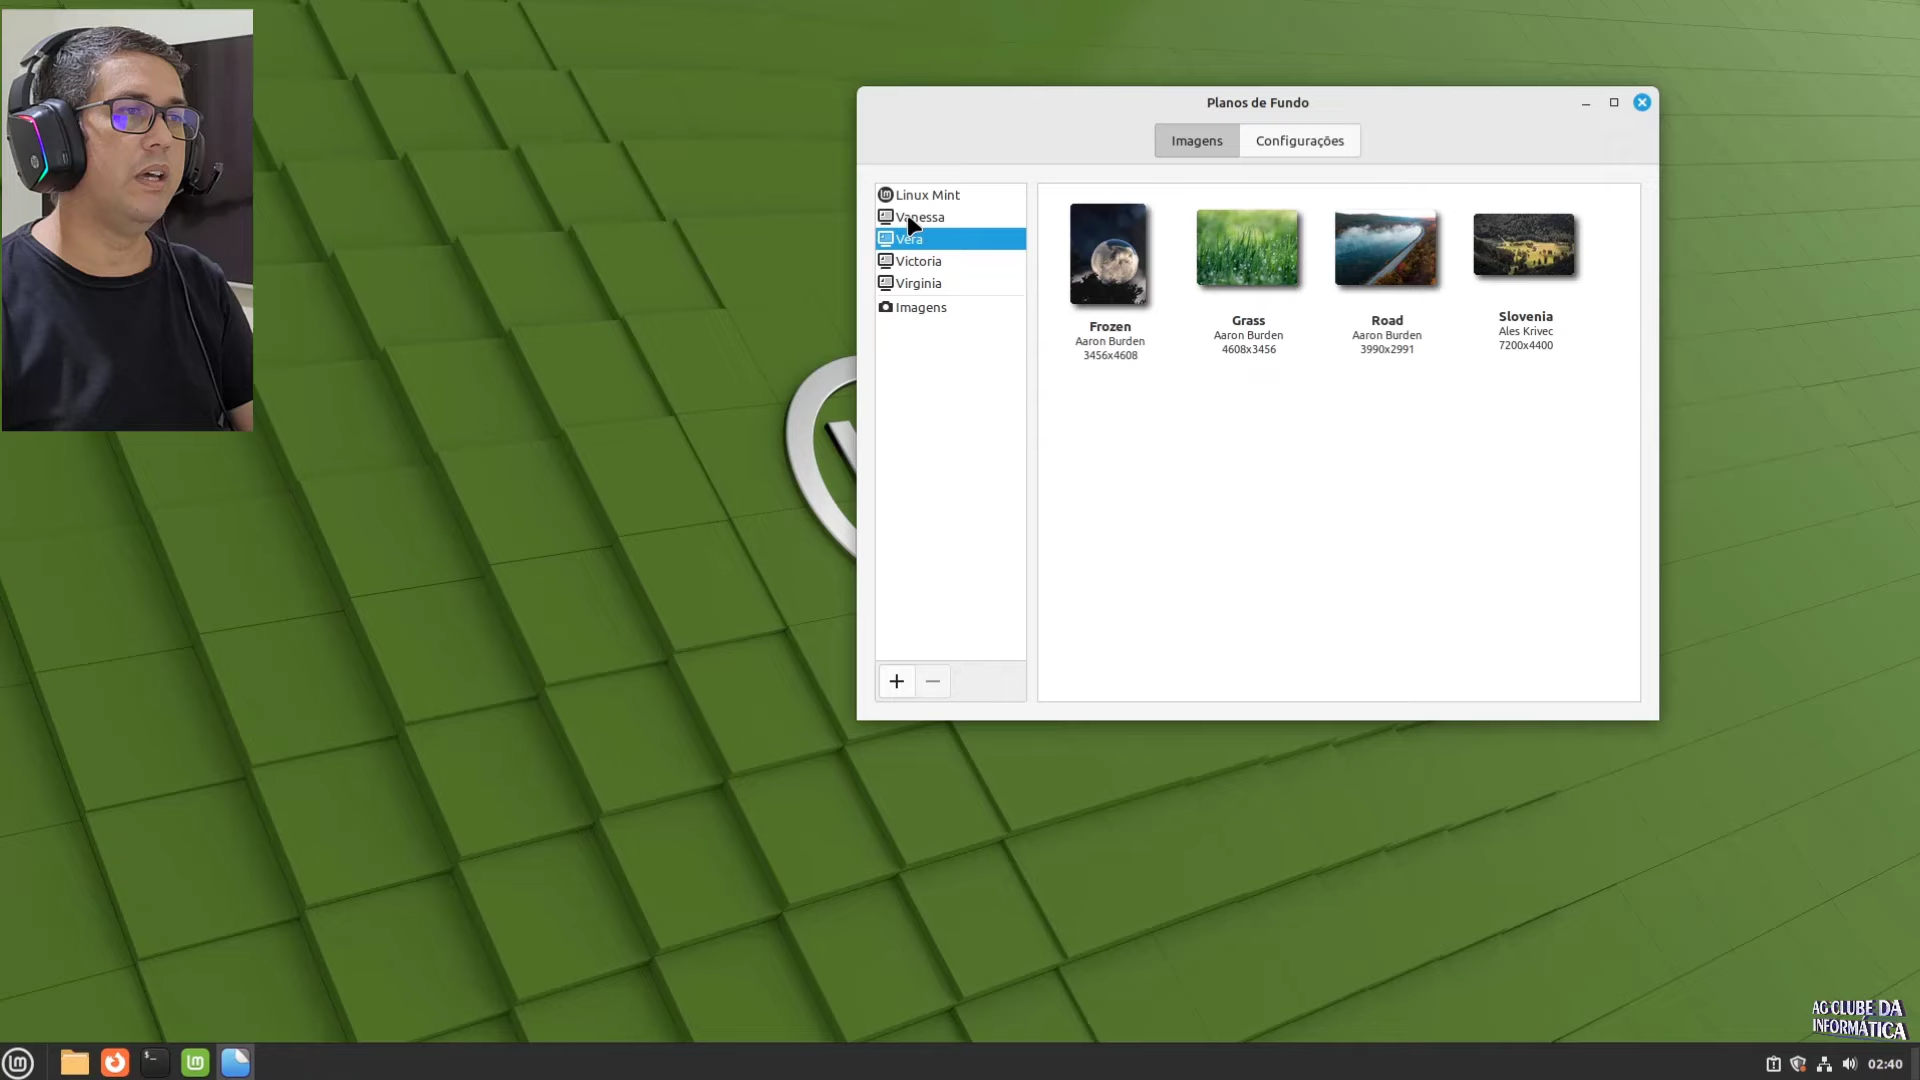 Planos de Fundo
Imagens
Configurações
Linux Mint
Vanessa
Vera
Victoria
Virginia
Imagens
Frozen
Aaron Burden
3456x4608
Grass
Aaron Burden
4608x3456
Road
Aaron Burden
3990x2991
Slovenia
Ales Krivec
7200x4400
AG CLUBE DA
INFORMÁTICA
02:40